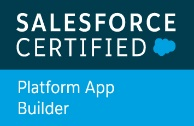 SALESFORCE
CERTIFIED
Platform App
Builder